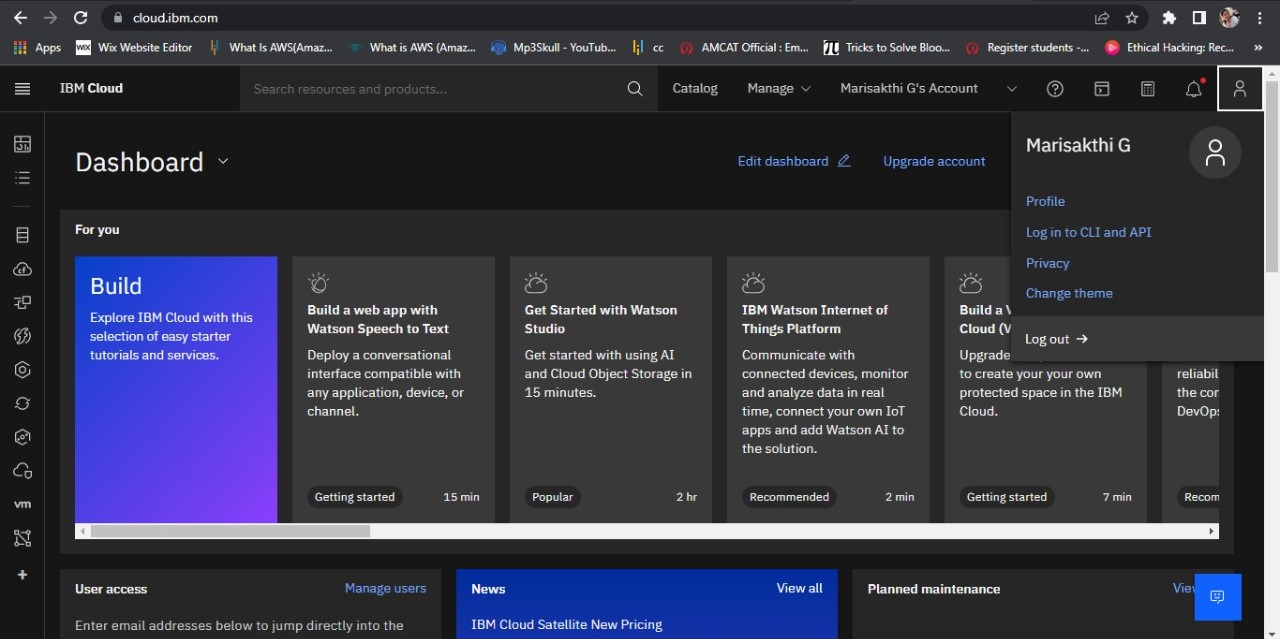 cloud.ibm.com
Apps
Wix Website Editor
What Is AWS(Amaz...
What is AWS (Amaz...
Mp3Skull - YouTub...
cc
AMCAT Official : Em...
Tricks to Solve Bloo...
Register students -...
Ethical Hacking: Rec...
»
IBM Cloud
Search resources and products...
Catalog
Manage
Marisakthi G's Account
Marisakthi G
Profile
Log in to CLI and API
Privacy
Change theme
Log out →
Dashboard
Edit dashboard
Upgrade account
For you
Build
Explore IBM Cloud with this
selection of easy starter
tutorials and services.
Build a web app with
Watson Speech to Text
Deploy a conversational
interface compatible with
any application, device, or
channel.
Getting started
15 min
Get Started with Watson
Studio
Get started with using AI
and Cloud Object Storage in
15 minutes.
Popular
2 hr
IBM Watson Internet of
Things Platform
Communicate with
connected devices, monitor
and analyze data in real
time, connect your own IoT
apps and add Watson AI to
the solution.
Recommended
2 min
Build a V
Cloud (V
Upgrade
to create your your own
protected space in the IBM
Cloud.
Getting started
7 min
reliabil
the cor
DevOps
Recom
vm
User access
Manage users
Enter email addresses below to jump directly into the
News
View all
IBM Cloud Satellite New Pricing
Planned maintenance
View